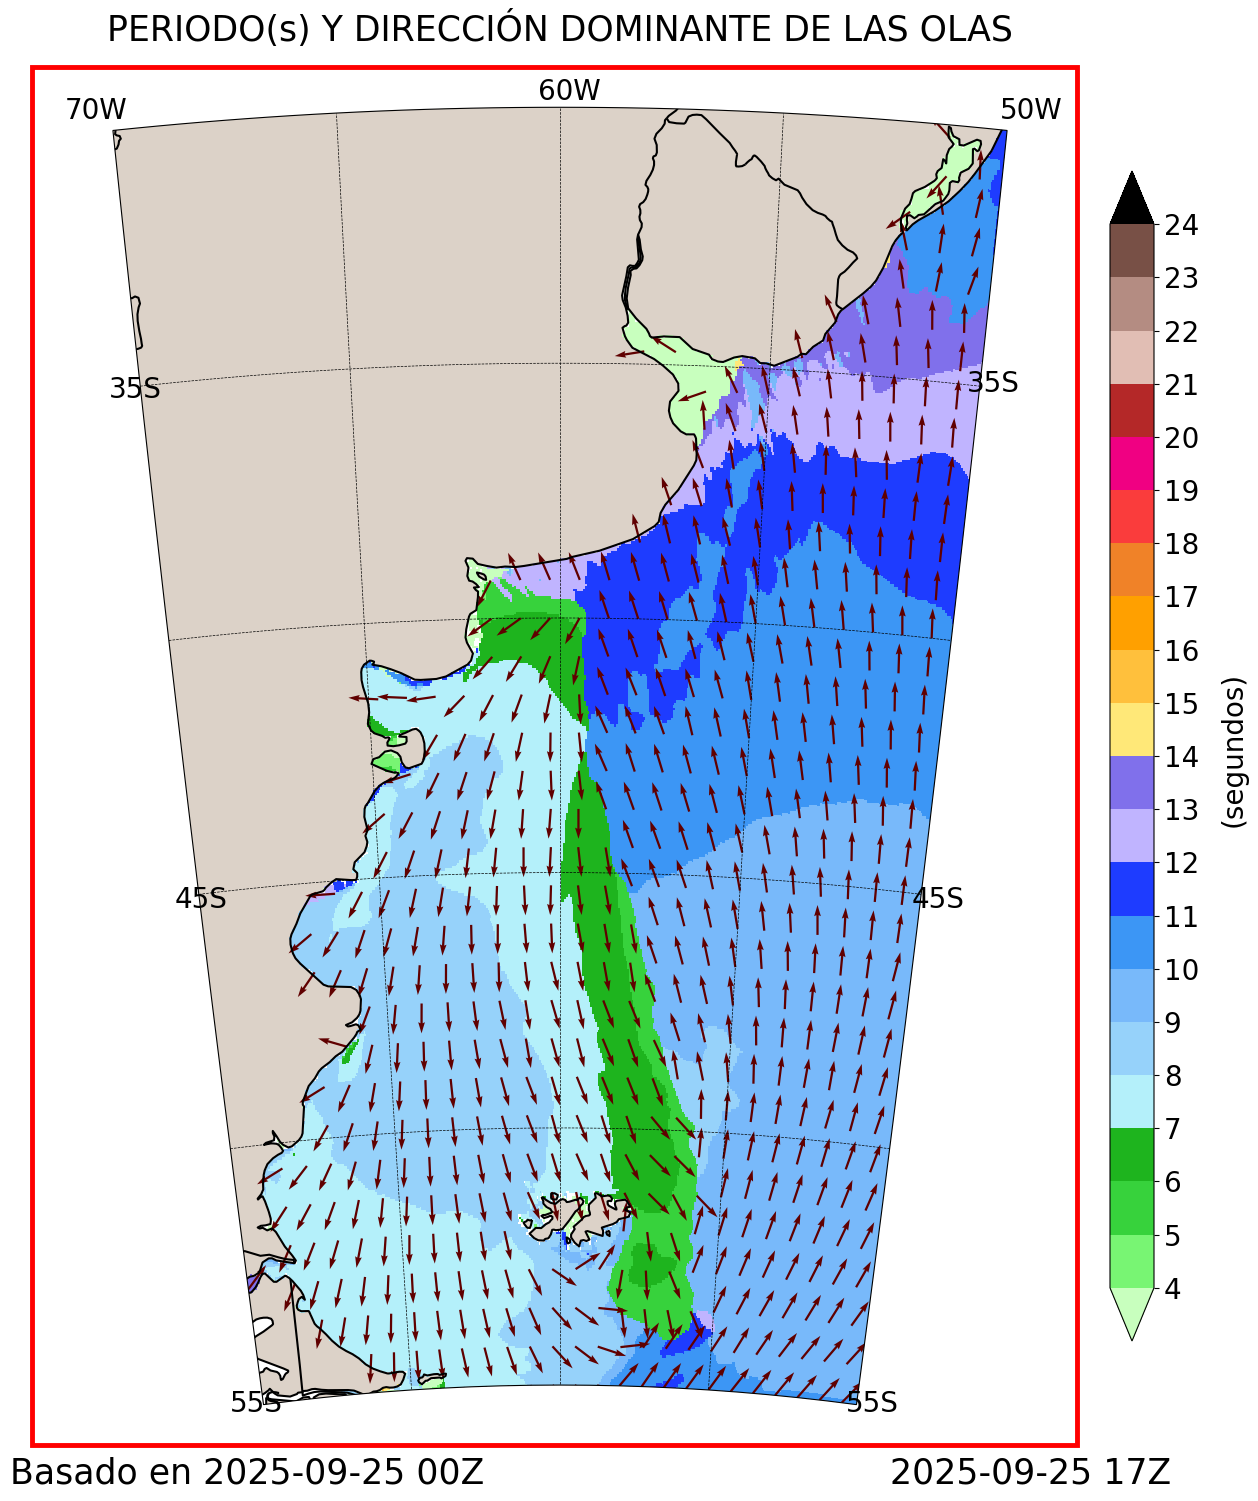 PERIODO(s) Y DIRECCIÓN DOMINANTE DE LAS OLAS
70W
60W
50W
35S
35S
45S
45S
55S
55S
24
23
22
21
20
19
18
17
16
15
14
13
12
11
10
9
8
7
6
5
4
(segundos)
Basado en 2025-09-25 00Z
2025-09-25 17Z